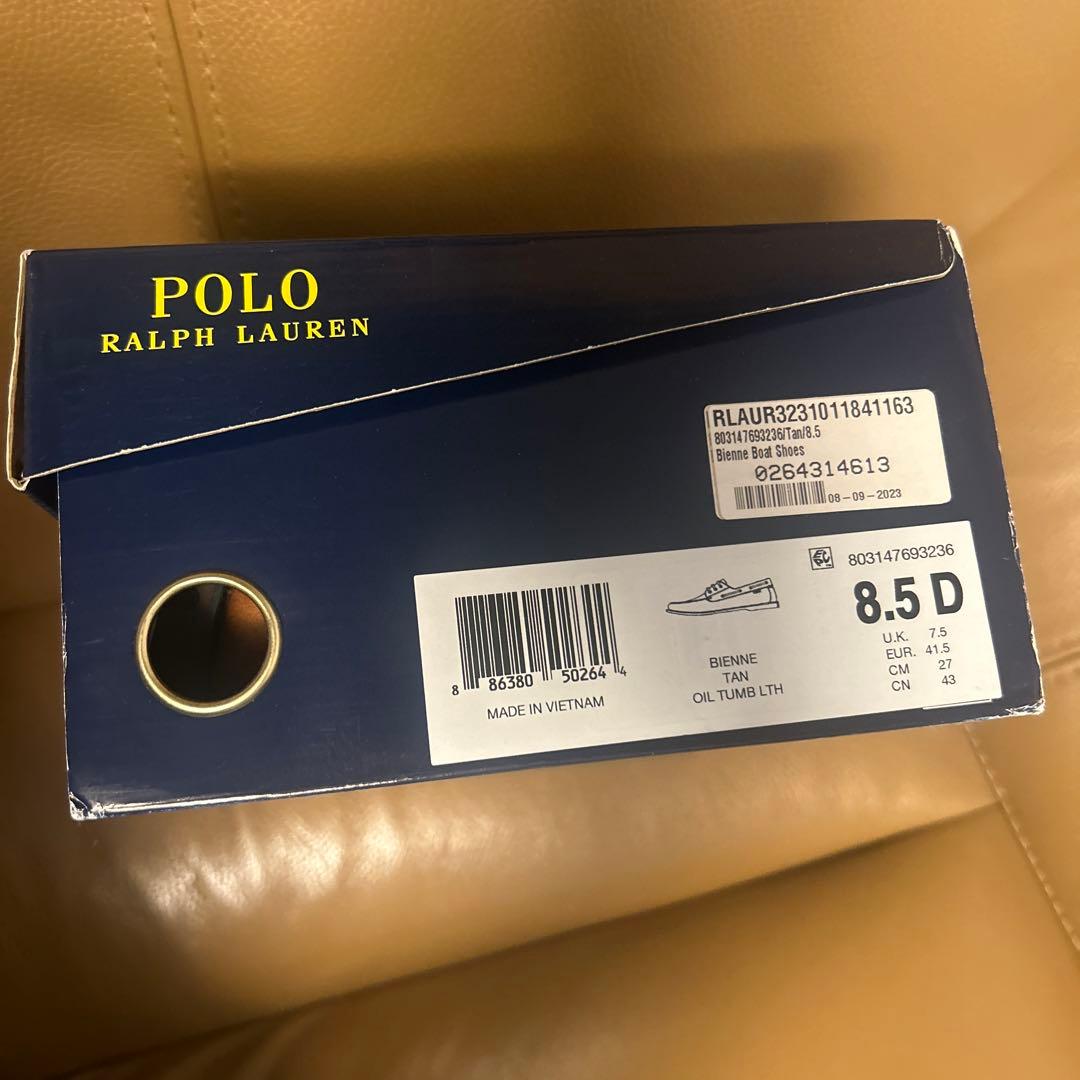 POLO
RALPH LAUREN
RLAUR3231011841163
803147693236/Tan/8.5
Bienne Boat Shoes
0264314613
08-09-2023
803147693236
8.5 D
U.K. 7.5
EUR. 41.5
CM 27
CN 43
BIENNE
TAN
OIL TUMB LTH
8 86380 50264 4
MADE IN VIETNAM